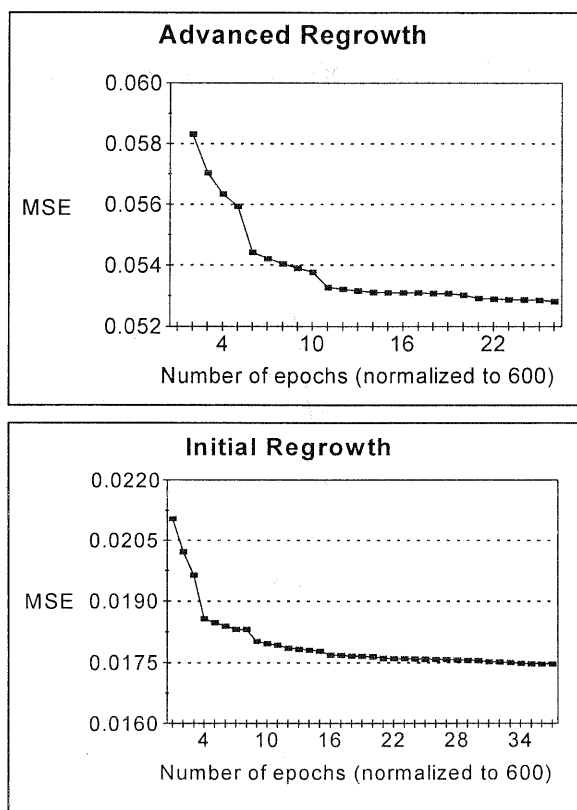 Advanced Regrowth
0.060
0.058
0.056
MSE
0.054
0.052
4 10 16 22
Number of epochs (normalized to 600)
Initial Regrowth
0.0220
0.0205
MSE 0.0190
0.0175
0.0160
4 10 16 22 28 34
Number of epochs (normalized to 600)